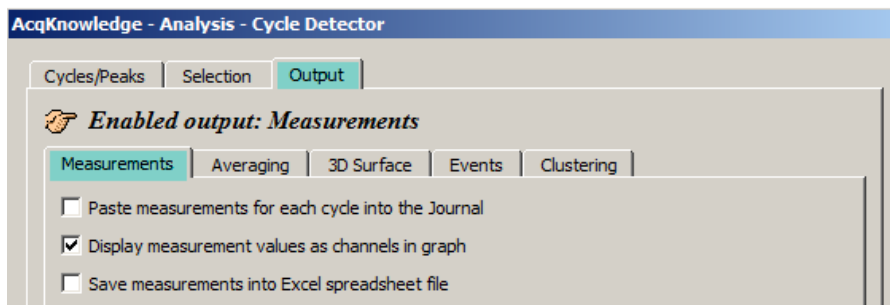 AcqKnowledge - Analysis - Cycle Detector
Cycles/Peaks Selection Output
Enabled output: Measurements
Measurements Averaging 3D Surface Events Clustering
Paste measurements for each cycle into the Journal
Display measurement values as channels in graph
Save measurements into Excel spreadsheet file